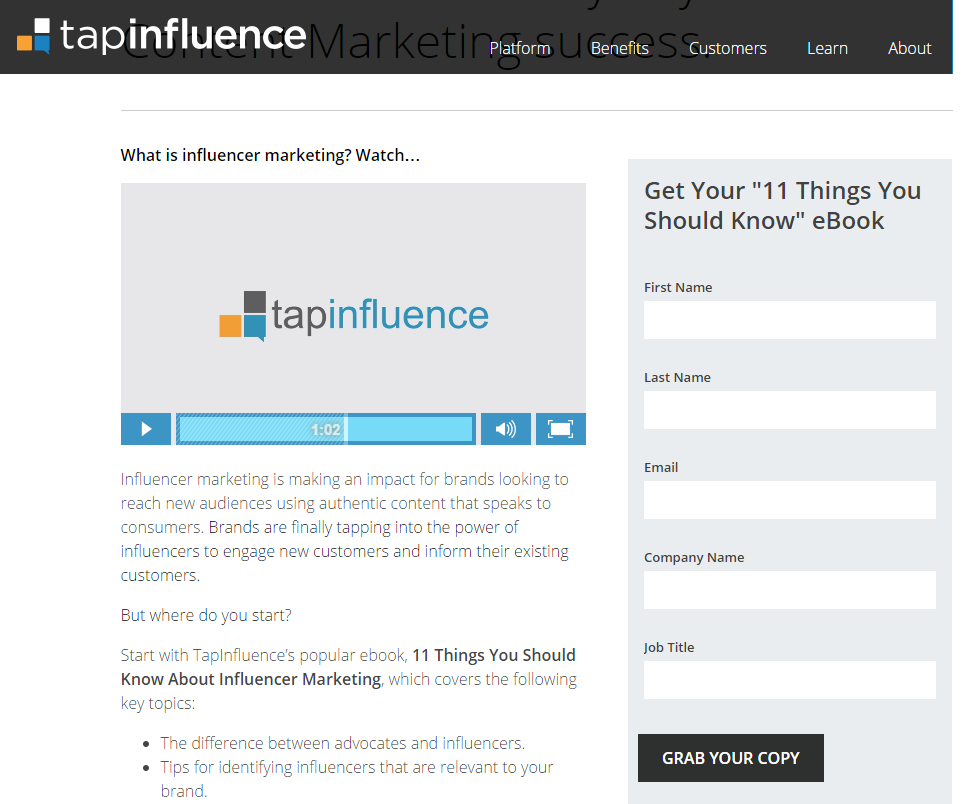 tapinfluence
Content Marketing success.
Platform Benefits Customers Learn About
What is influencer marketing? Watch...
tapinfluence
1:02
Influencer marketing is making an impact for brands looking to
reach new audiences using authentic content that speaks to
consumers. Brands are finally tapping into the power of
influencers to engage new customers and inform their existing
customers.
But where do you start?
Start with TapInfluence’s popular ebook, 11 Things You Should
Know About Influencer Marketing, which covers the following
key topics:
• The difference between advocates and influencers.
• Tips for identifying influencers that are relevant to your
brand.
Get Your "11 Things You
Should Know" eBook
First Name
Last Name
Email
Company Name
Job Title
GRAB YOUR COPY